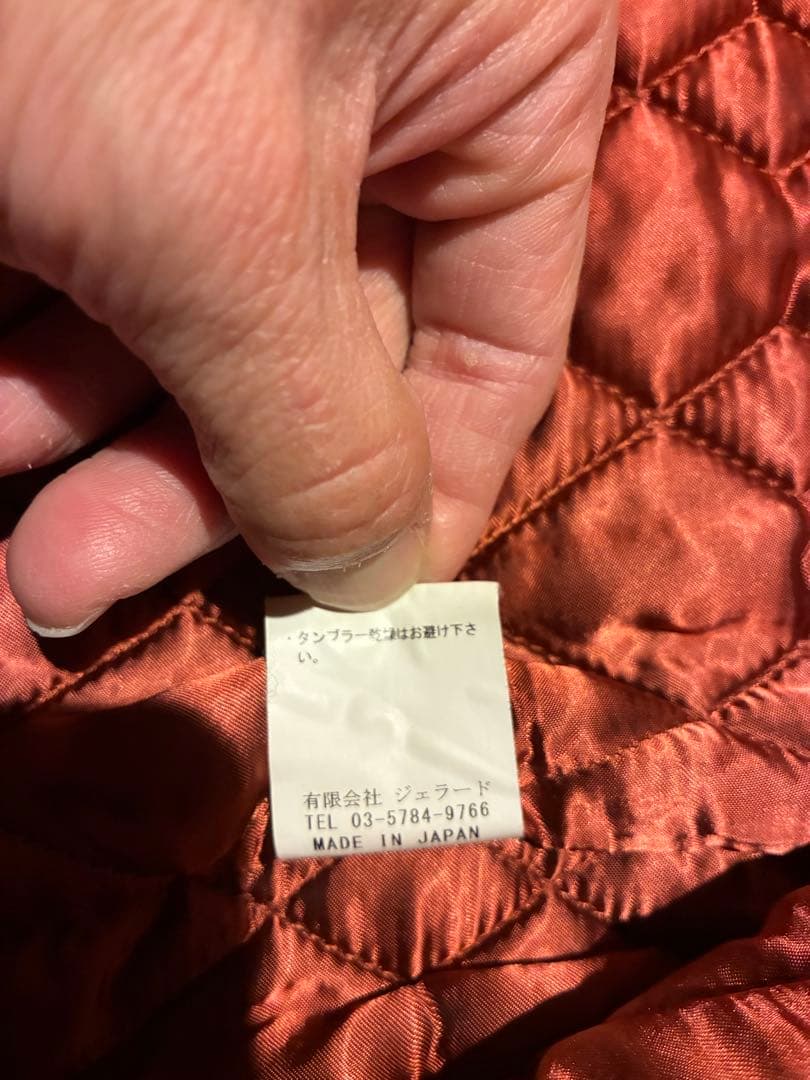 ・タンブラー乾燥はお避け下さ
い。
有限会社 ジェラード
TEL 03-5784-9766
MADE IN JAPAN